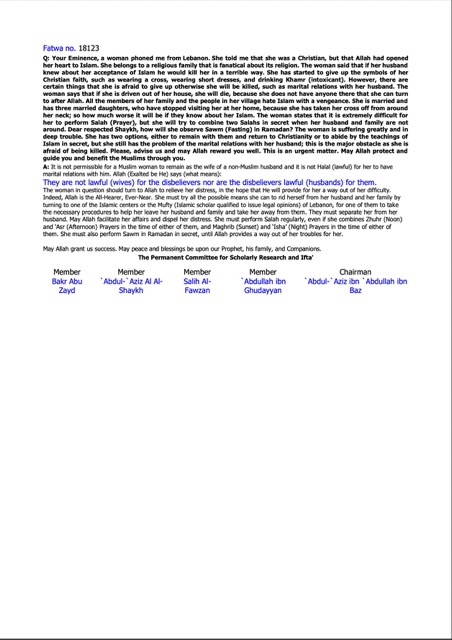 Fatwa no. 18123
Q: Your Eminence, a woman phoned me from Lebanon. She told me that she was a Christian, but that Allah had opened
her heart to Islam. She belongs to a religious family that is fanatical about its religion. The woman said if her husband
knew about her acceptance of Islam he would kill her in a terrible way. She has started to give up the symbols of her
Christian faith, such as wearing a cross, wearing short dresses, and drinking Khamr (intoxicant). However, there are
certain things that she is afraid to give up otherwise she will be killed, such as marital relations with her husband. The
woman says that if she is driven out of her house, she will die, because she does not have anyone there that she can turn
to after Allah. All the members of her family and the people in her village hate Islam with a vengeance. She is married and
has three married daughters, who have stopped visiting her at her home, because she has taken her cross off from around
her neck; so how much worse it will be if they know about her Islam. The woman states that it is extremely difficult for
her to perform Salah (Prayer), but she will try to combine two Salahs in secret when her husband and family are not
around. Dear respected Shaykh, how will she observe Sawm (Fasting) in Ramadan? The woman is suffering greatly and in
deep trouble. She has two options, either to remain with them and return to Christianity or to abide by the teachings of
Islam in secret, but she still has the problem of the marital relations with her husband; this is the major obstacle as she is
afraid of being killed. Please, advise us and may Allah reward you well. This is an urgent matter. May Allah protect and
guide you and benefit the Muslims through you.
A: It is not permissible for a Muslim woman to remain as the wife of a non-Muslim husband and it is not Halal (lawful) for her to have
marital relations with him. Allah (Exalted be He) says (what means):
They are not lawful (wives) for the disbelievers nor are the disbelievers lawful (husbands) for them.
The woman in question should turn to Allah to relieve her distress, in the hope that He will provide for her a way out of her difficulty.
Indeed, Allah is the All-Hearer, Ever-Near. She must try all the possible means she can to rid herself from her husband and her family by
turning to one of the Islamic centers or the Mufty (Islamic scholar qualified to issue legal opinions) of Lebanon, for one of them to take
the necessary procedures to help her leave her husband and family and take her away from them. They must separate her from her
husband. May Allah facilitate her affairs and dispel her distress. She must perform Salah regularly, even if she combines Zhuhr (Noon)
and 'Asr (Afternoon) Prayers in the time of either of them, and Maghrib (Sunset) and 'Isha' (Night) Prayers in the time of either of
them. She must also perform Sawm in Ramadan in secret, until Allah provides a way out of her troubles for her.
May Allah grant us success. May peace and blessings be upon our Prophet, his family, and Companions.
The Permanent Committee for Scholarly Research and Ifta'
Member Member Member Member Chairman
Bakr Abu `Abdul-`Aziz Al Al- Salih Al- `Abdullah ibn `Abdul-`Aziz ibn `Abdullah ibn
Zayd Shaykh Fawzan Ghudayyan Baz